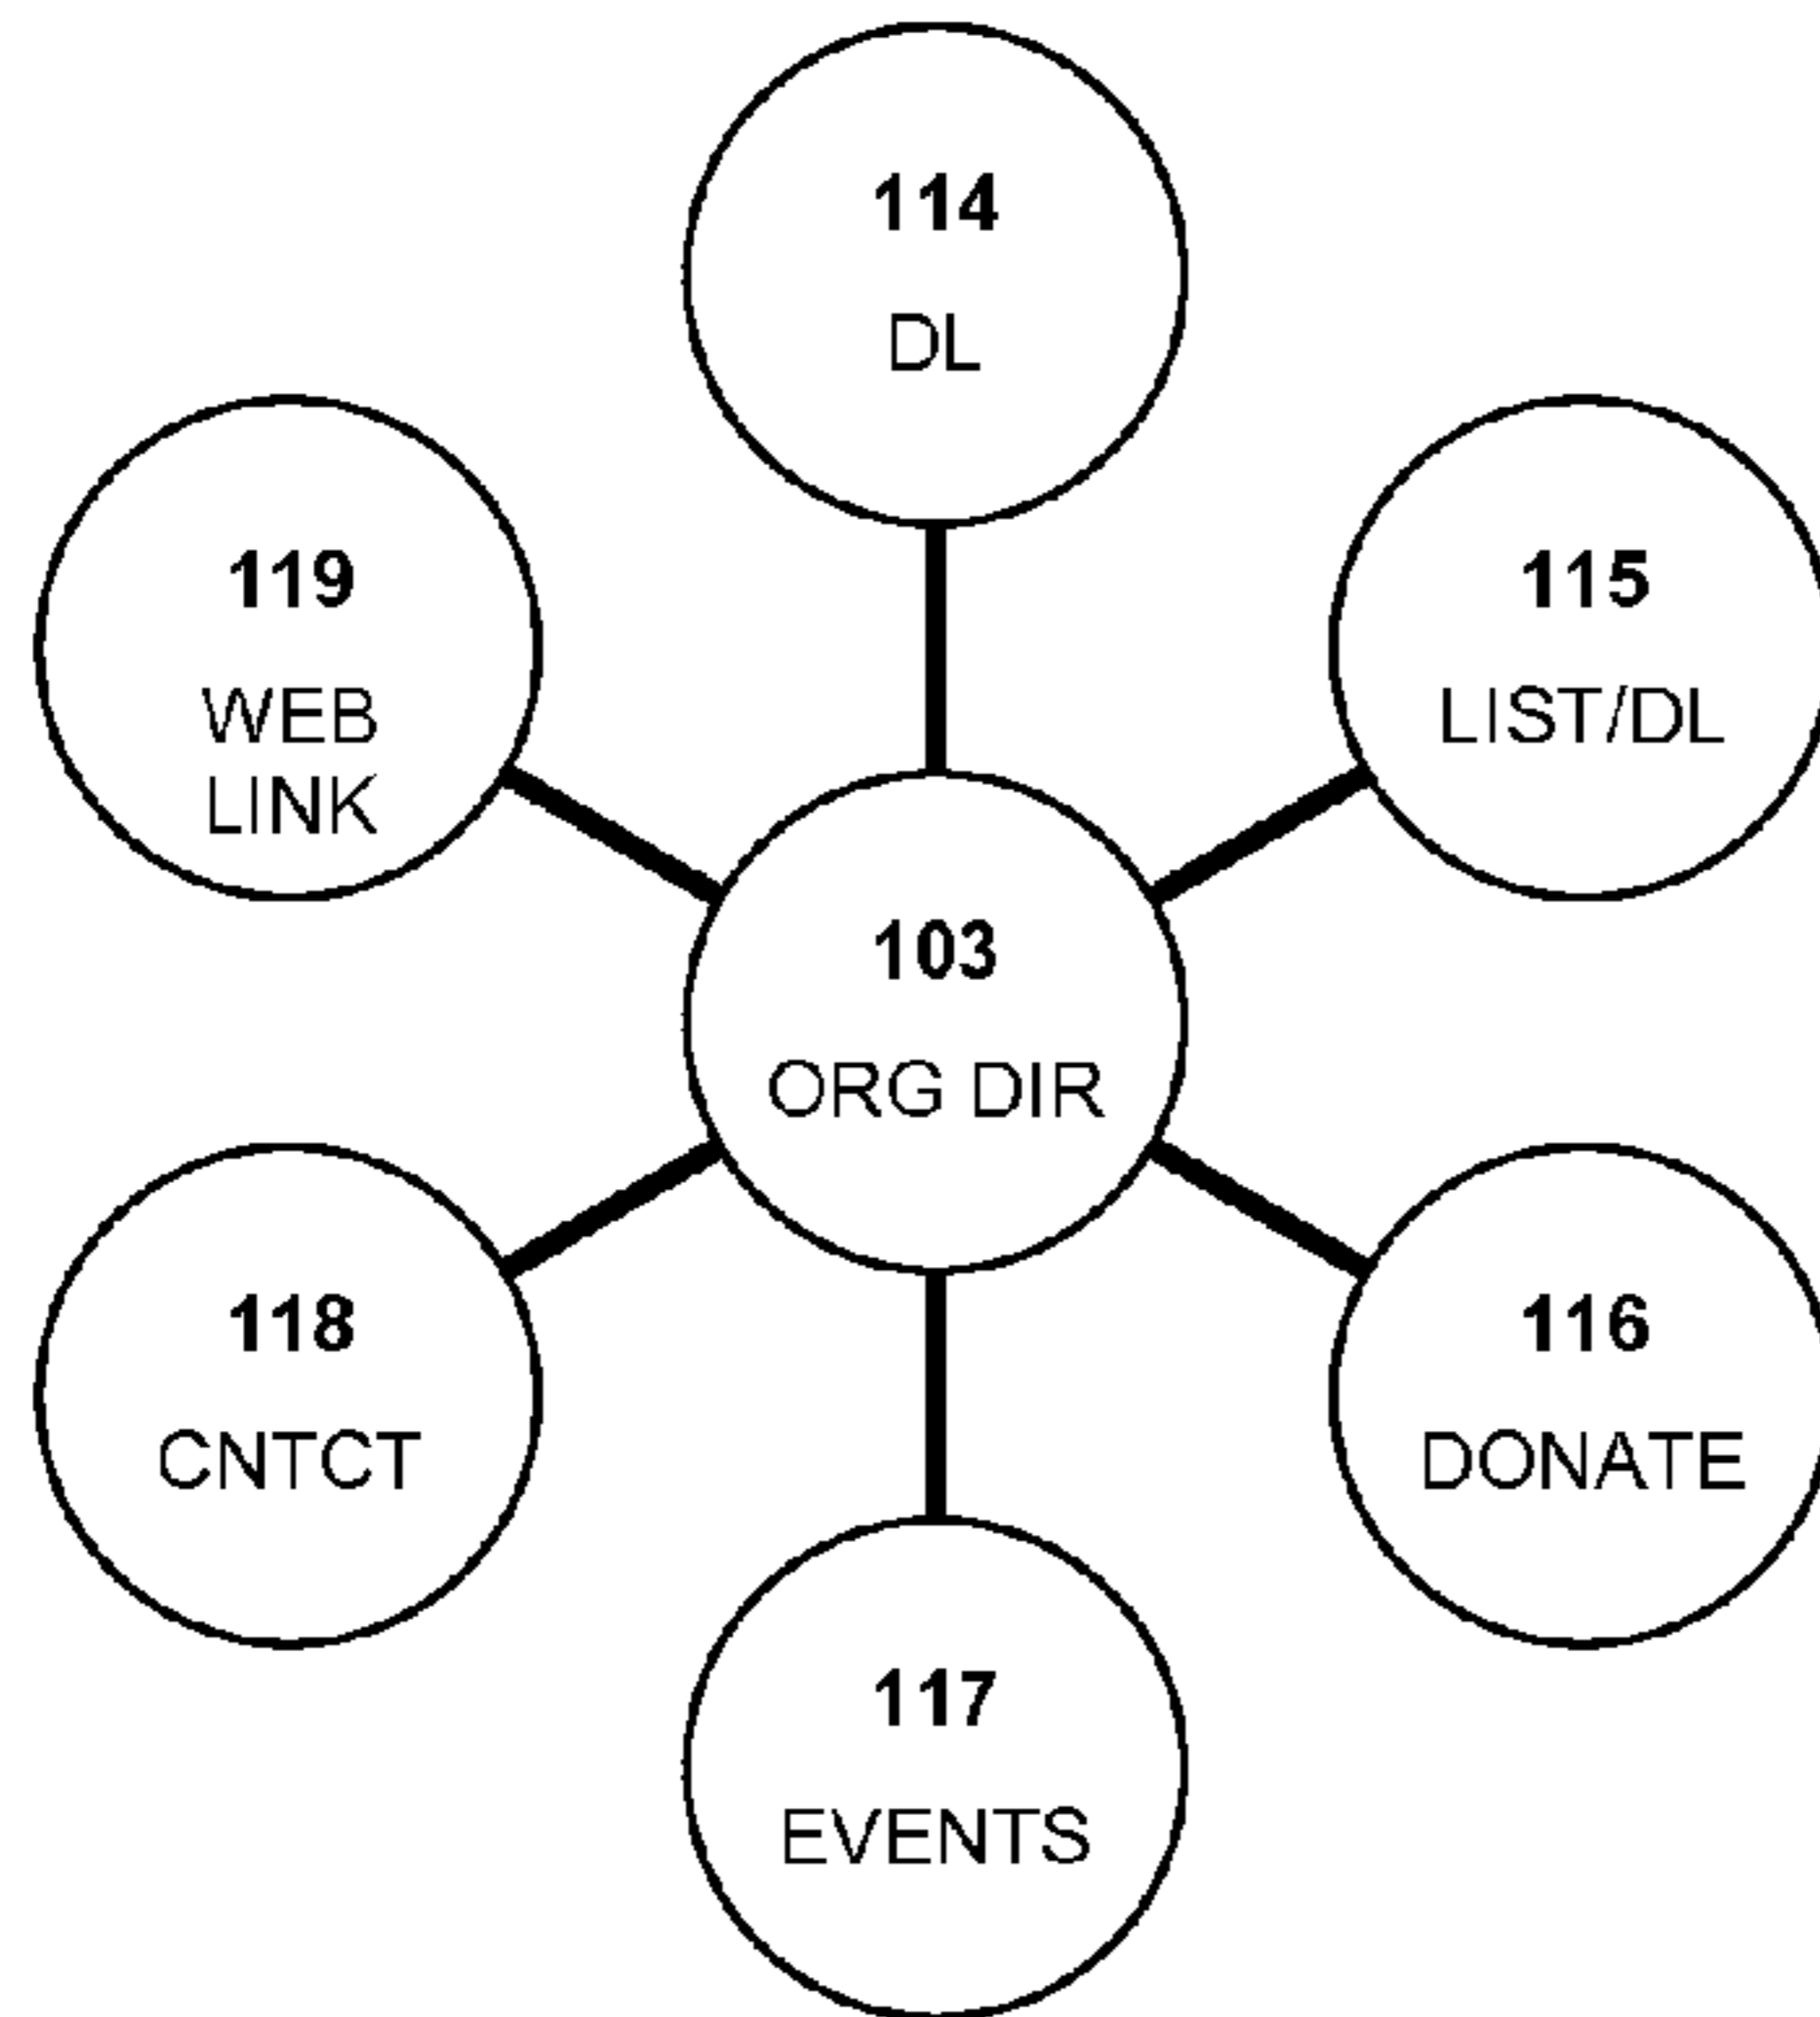 114
DL
119
WEB
LINK
115
LIST/DL
103
ORG DIR
118
CNTCT
116
DONATE
117
EVENTS